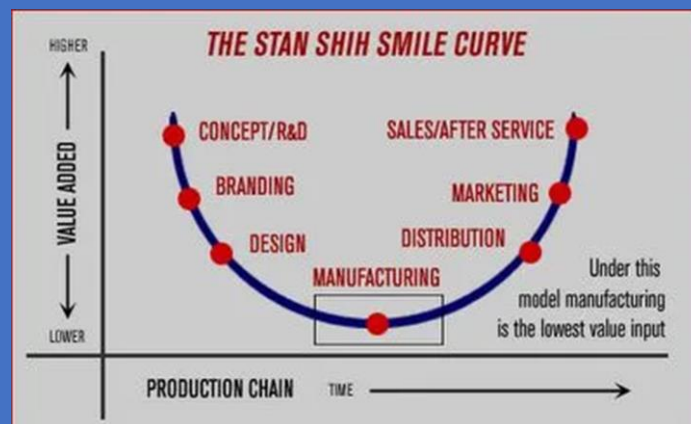 THE STAN SHIH SMILE CURVE
HIGHER
VALUE ADDED
LOWER
CONCEPT/R&D
BRANDING
DESIGN
MANUFACTURING
SALES/AFTER SERVICE
MARKETING
DISTRIBUTION
Under this
model manufacturing
is the lowest value input
PRODUCTION CHAIN TIME